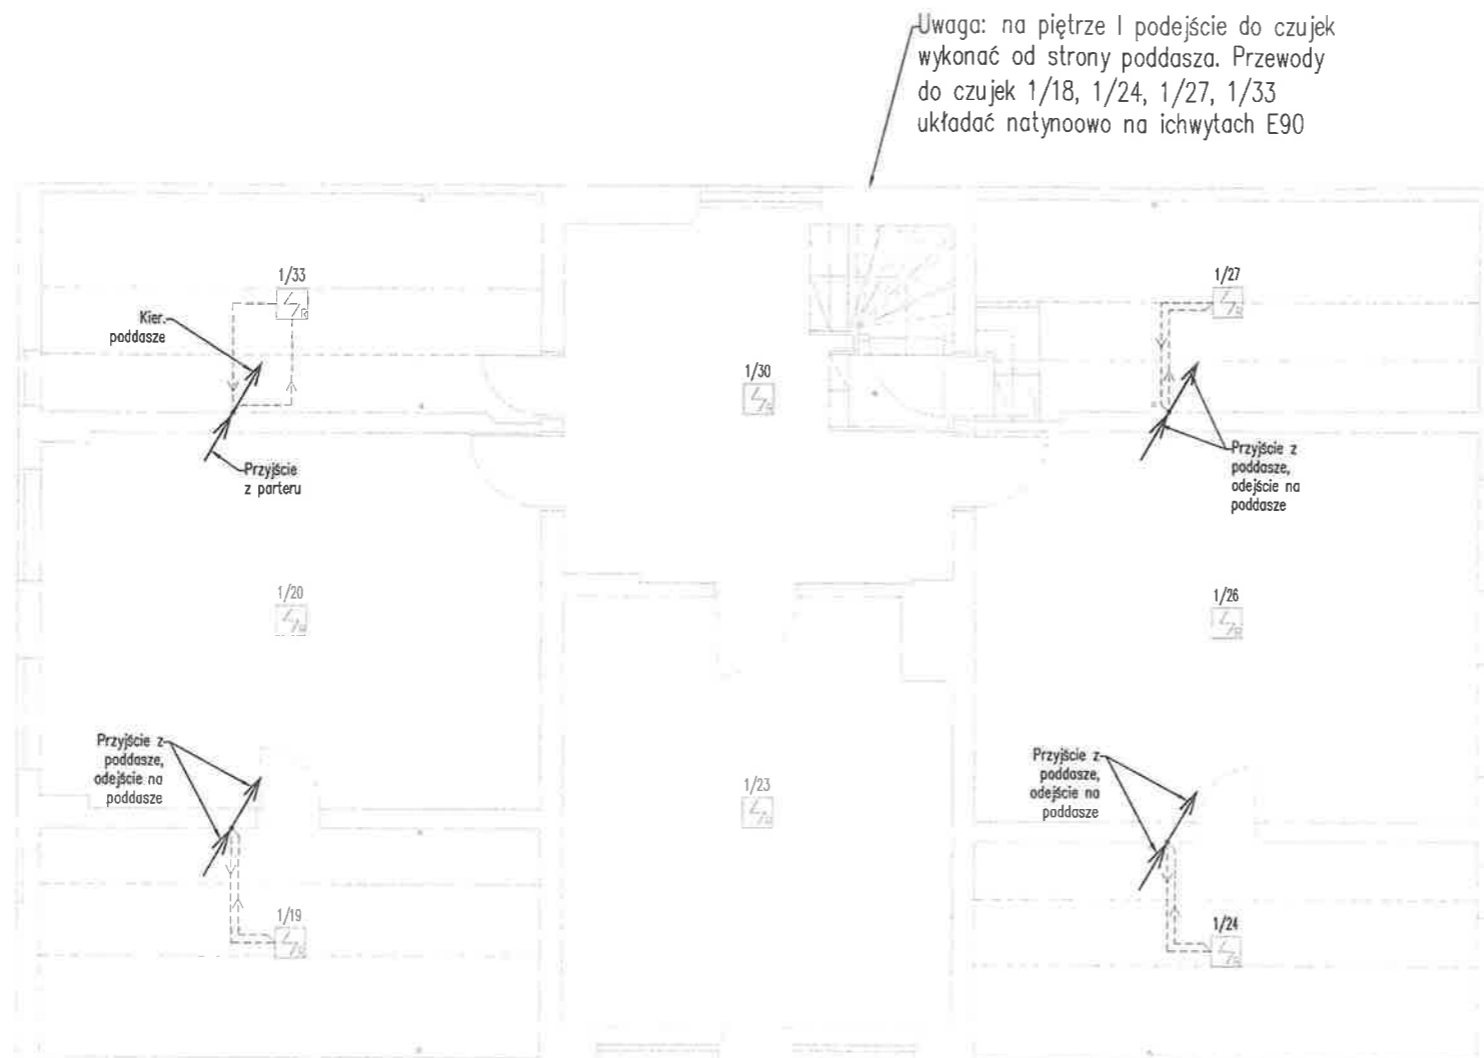 Uwaga: na piętrze I podejście do czujek
wykonać od strony poddasza. Przewody
do czujek 1/18, 1/24, 1/27, 1/33
układać natynoowo na ichwytach E90
1/33
1/27
Kier.
poddasze
1/30
Przyjście
z parteru
Przyjście z
poddasze,
odejście na
poddasze
1/20
1/26
Przyjście z
poddasze,
odejście na
poddasze
1/23
Przyjście z
poddasze,
odejście na
poddasze
1/19
1/24